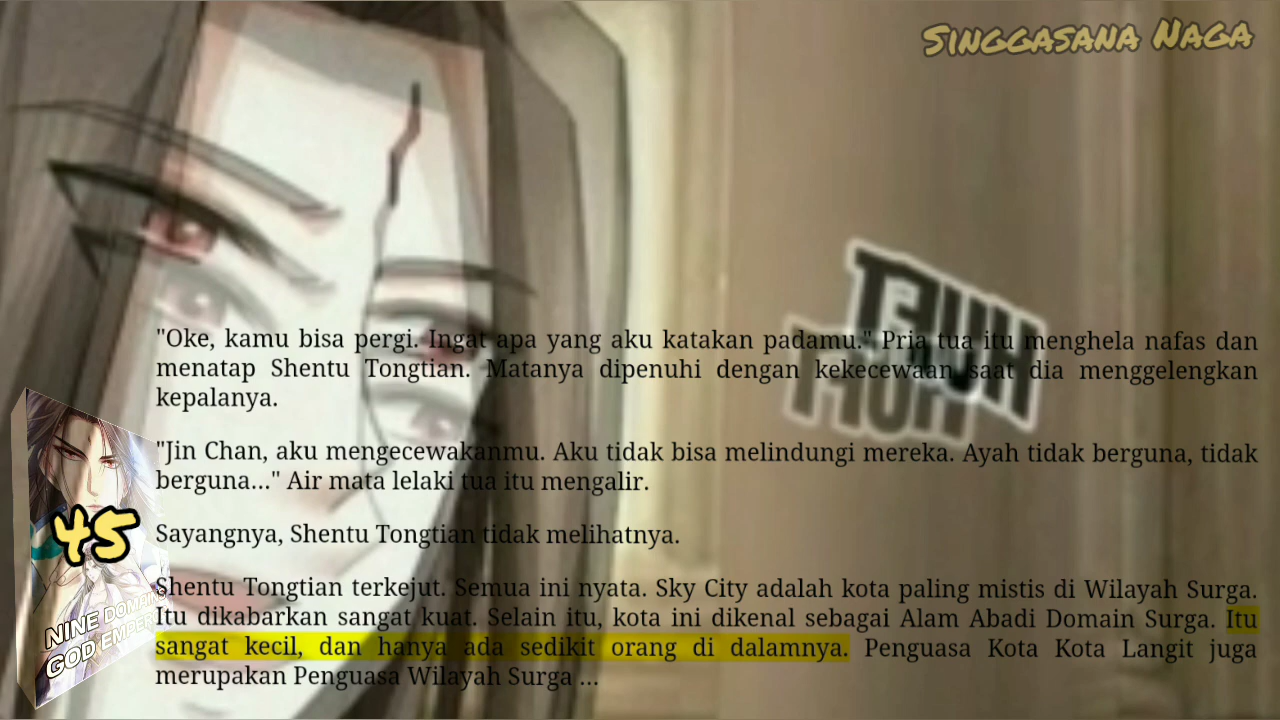 Singgasana Naga
HUFT
HUFT
"Oke, kamu bisa pergi. Ingat apa yang aku katakan padamu." Pria tua itu menghela nafas dan
menatap Shentu Tongtian. Matanya dipenuhi dengan kekecewaan saat dia menggelengkan
kepalanya.
"Jin Chan, aku mengecewakanmu. Aku tidak bisa melindungi mereka. Ayah tidak berguna, tidak
berguna..." Air mata lelaki tua itu mengalir.
Sayangnya, Shentu Tongtian tidak melihatnya.
Shentu Tongtian terkejut. Semua ini nyata. Sky City adalah kota paling mistis di Wilayah Surga.
Itu dikabarkan sangat kuat. Selain itu, kota ini dikenal sebagai Alam Abadi Domain Surga. Itu
sangat kecil, dan hanya ada sedikit orang di dalamnya. Penguasa Kota Kota Langit juga
merupakan Penguasa Wilayah Surga ...
45
NINE DOMAINS
GOD EMPEROR